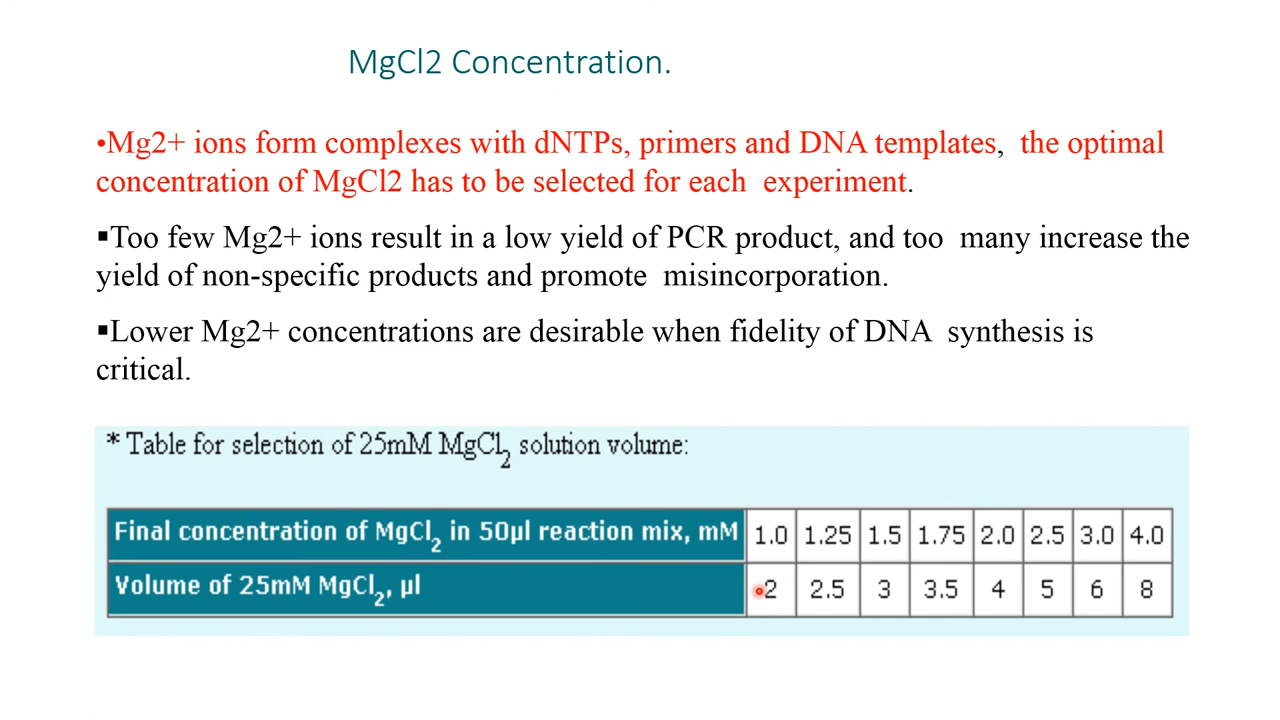 MgCl2 Concentration.
•Mg2+ ions form complexes with dNTPs, primers and DNA templates, the optimal
concentration of MgCl2 has to be selected for each experiment.
▪Too few Mg2+ ions result in a low yield of PCR product, and too many increase the
yield of non-specific products and promote misincorporation.
▪Lower Mg2+ concentrations are desirable when fidelity of DNA synthesis is
critical.
* Table for selection of 25mM MgCl2 solution volume:
Final concentration of MgCl2 in 50µl reaction mix, mM 1.0 1.25 1.5 1.75 2.0 2.5 3.0 4.0
Volume of 25mM MgCl2, µl 2 2.5 3 3.5 4 5 6 8